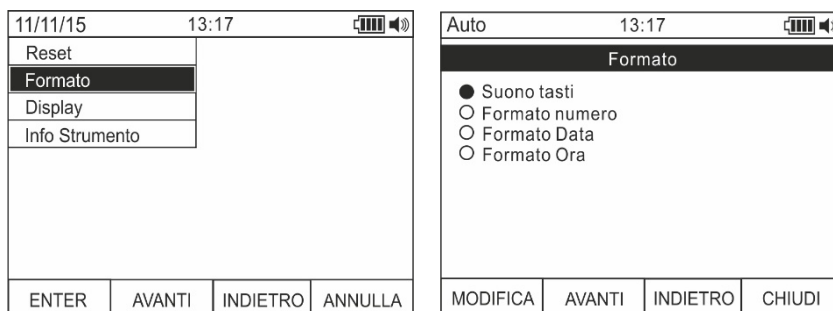 11/11/15 13:17
Reset
Formato
Display
Info Strumento
ENTER AVANTI INDIETRO ANNULLA
Auto 13:17
Formato
Suono tasti
Formato numero
Formato Data
Formato Ora
MODIFICA AVANTI INDIETRO CHIUDI